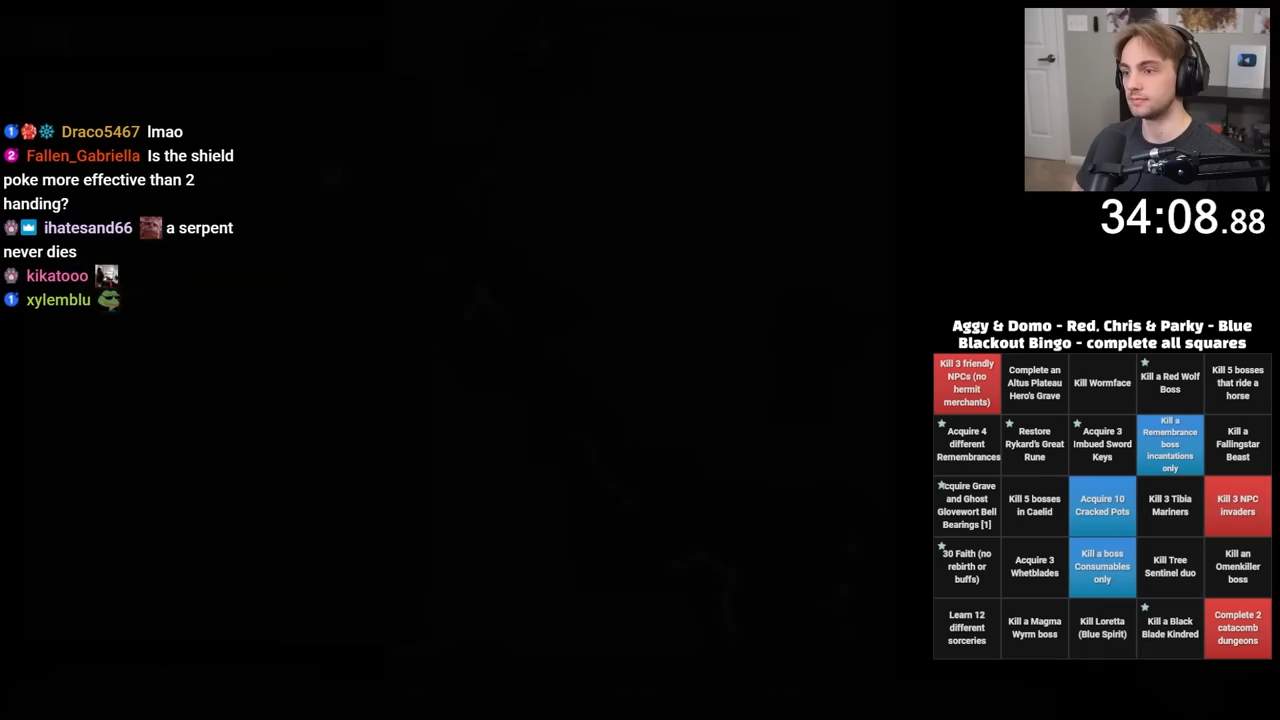 Draco5467 lmao
Fallen_Gabriella Is the shield
poke more effective than 2
handing?
ihatesand66 a serpent
never dies
kikatooo
xylemblu
34:08.88
Aggy & Domo - Red, Chris & Parky - Blue
Blackout Bingo - complete all squares
Kill 3 friendly
NPCs (no
hermit
merchants)
Complete an
Altus Plateau
Hero's Grave
Kill Wormface
Kill a Red Wolf
Boss
Kill 5 bosses
that ride a
horse
Acquire 4
different
Remembrances
Restore
Rykard's Great
Rune
Acquire 3
Imbued Sword
Keys
Kill a
Remembrance
boss
incantations
only
Kill a
Fallingstar
Beast
Acquire Grave
and Ghost
Glovewort Bell
Bearings [1]
Kill 5 bosses
in Caelid
Acquire 10
Cracked Pots
Kill 3 Tibia
Mariners
Kill 3 NPC
invaders
30 Faith (no
rebirth or
buffs)
Acquire 3
Whetblades
Kill a boss
Consumables
only
Kill Tree
Sentinel duo
Kill an
Omenkiller
boss
Learn 12
different
sorceries
Kill a Magma
Wyrm boss
Kill Loretta
(Blue Spirit)
Kill a Black
Blade Kindred
Complete 2
catacomb
dungeons